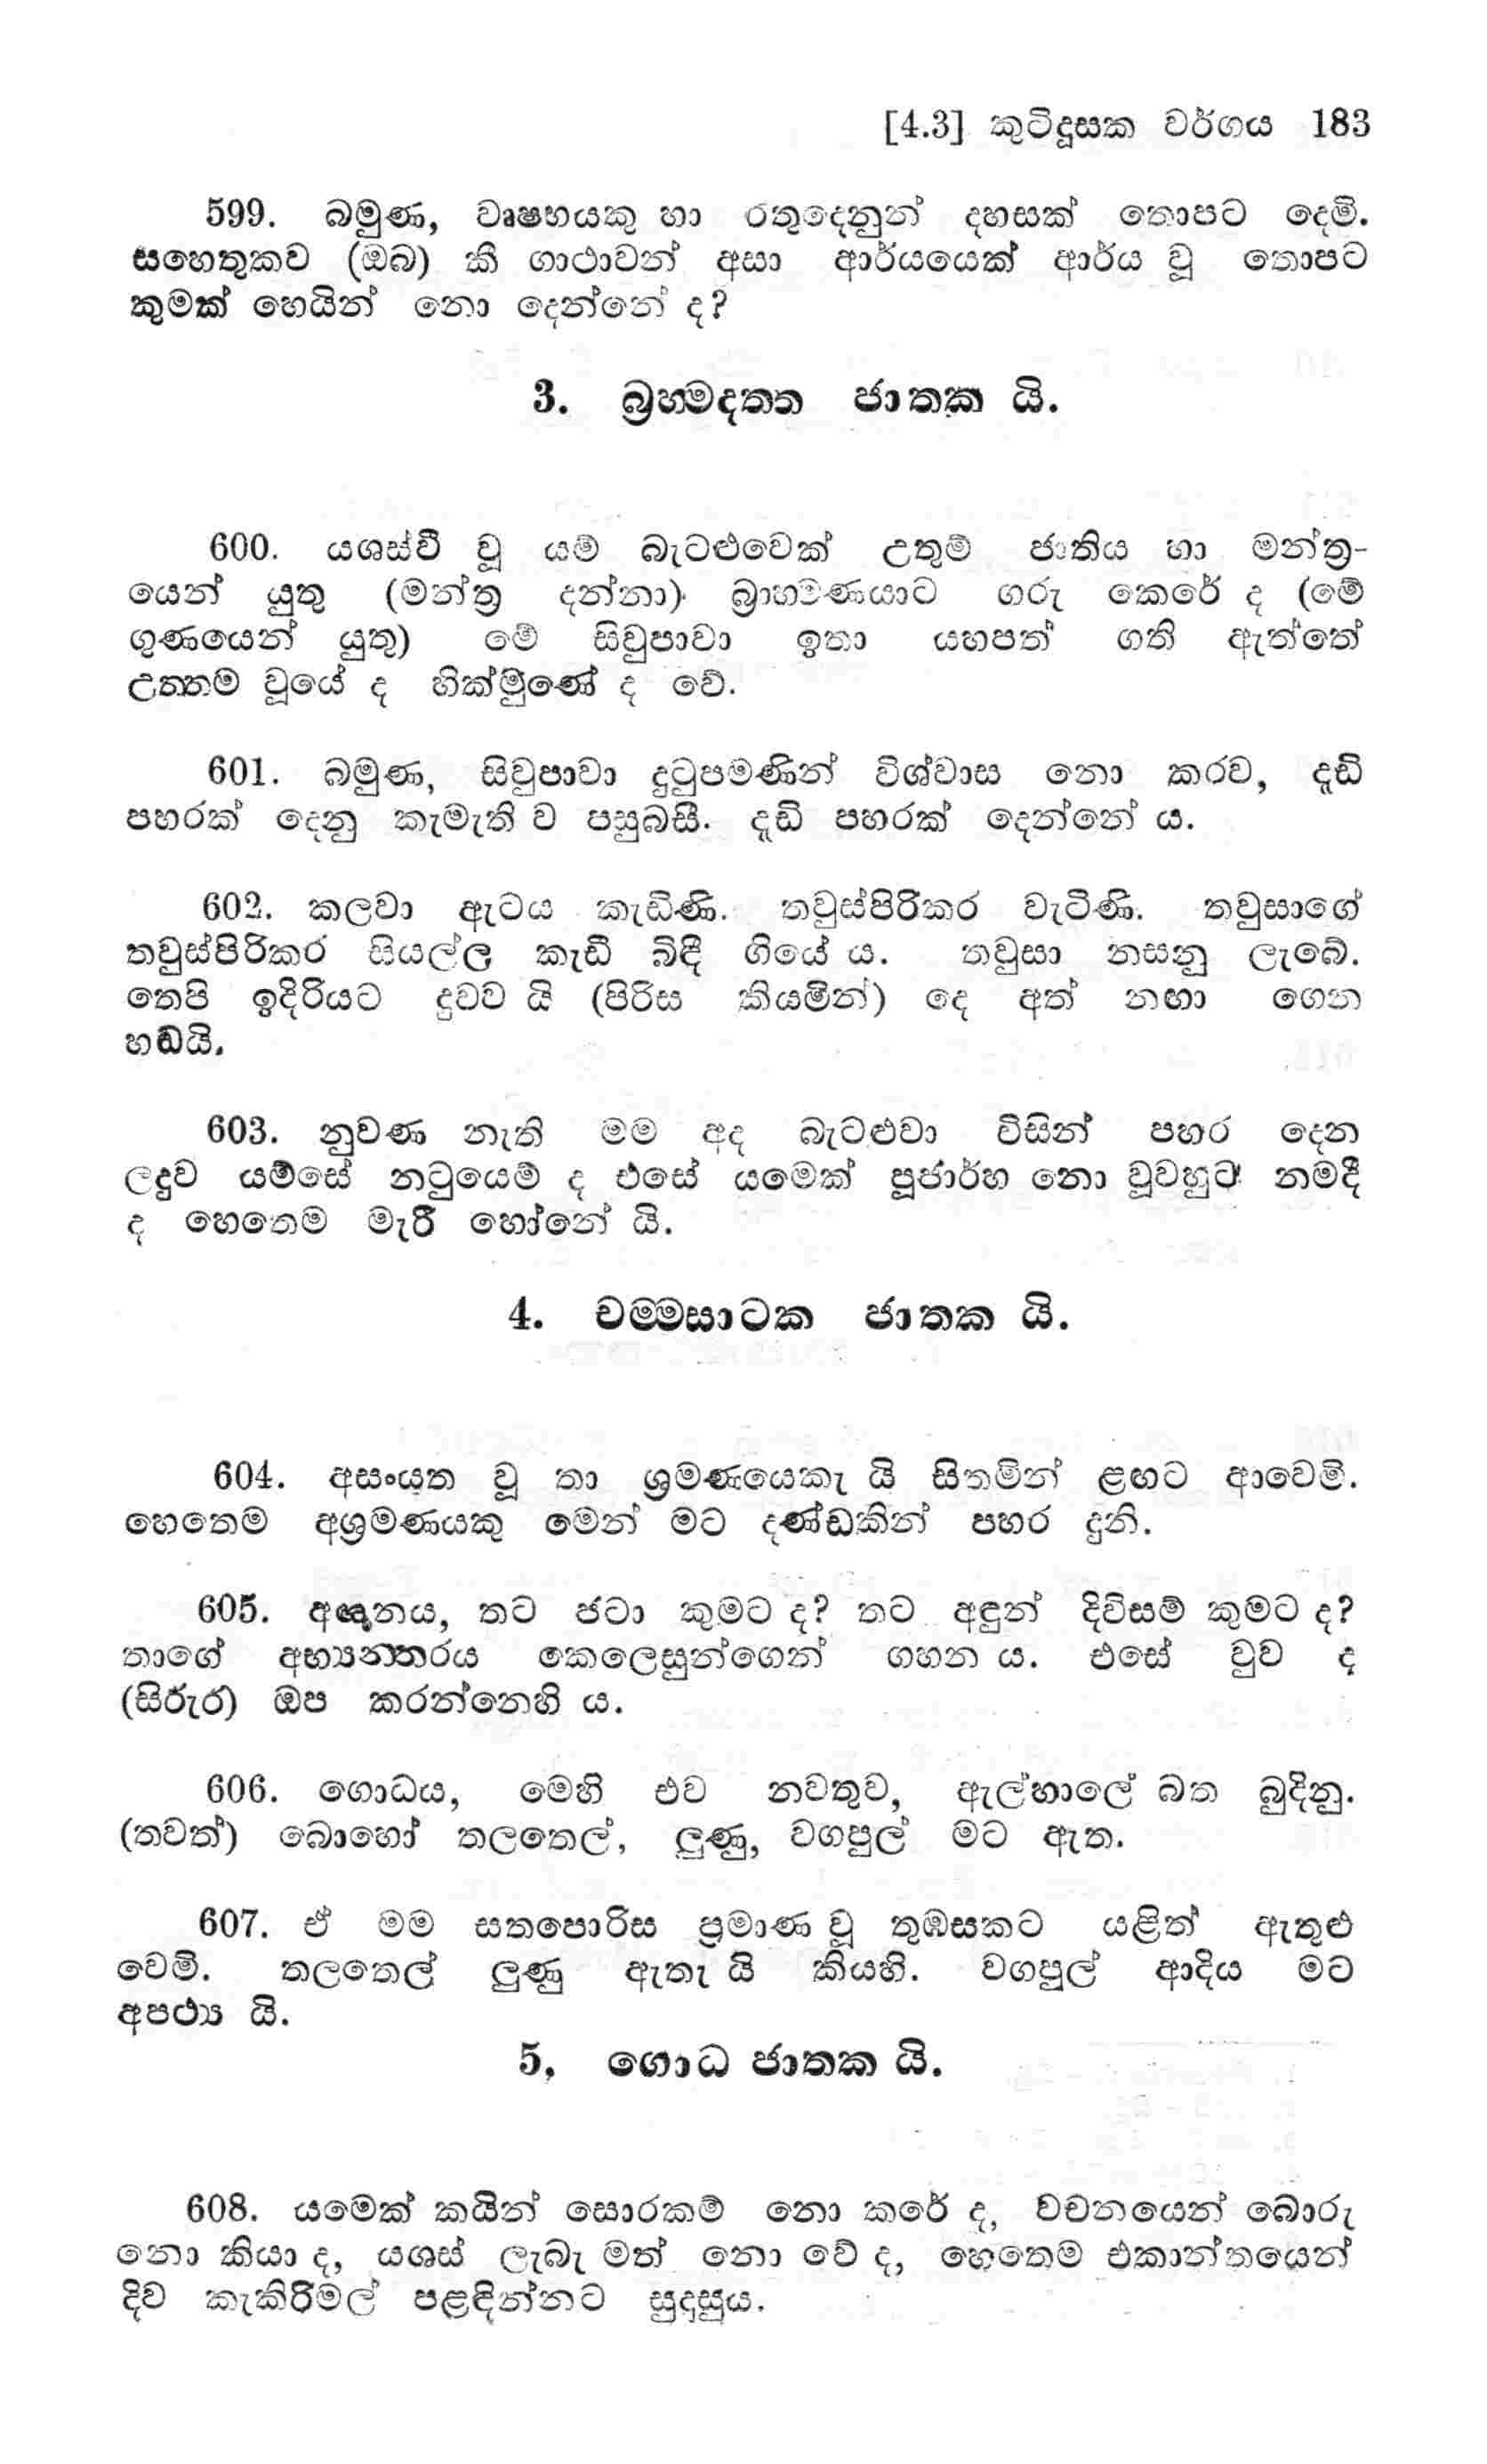 [4.3] කුටිදූසක වර්ගය 183
599. බමුණ, වෘෂභයකු හා රතුදෙනුන් දහසක් තොපට දෙමි.
සහෙතුකව (ඔබ) කී ගාථාවන් අසා ආර්යයෙක් ආර්ය වූ තොපට
කුමක් හෙයින් නො දෙන්නේ ද?
3. බ්‍රහ්මදත්ත ජාතක යි.
600. යශස්වී වූ යම් බැටළුවෙක් උතුම් ජාතිය හා මන්ත්‍ර-
යෙන් යුතු (මන්ත්‍ර දන්නා) බ්‍රාහ්මණයාට ගරු කෙරේ ද (මේ
ගුණයෙන් යුතු) මේ සිවුපාවා ඉතා යහපත් ගති ඇත්තේ
උත්තම වූයේ ද හික්මුණේ ද වේ.
601. බමුණ, සිවුපාවා දුටුපමණින් විශ්වාස නො කරව, දැඩි
පහරක් දෙනු කැමැති ව පසුබසී. දැඩි පහරක් දෙන්නේ ය.
602. කලවා ඇටය කැඩිණි. තවුස්පිරිකර වැටිණි. තවුසාගේ
තවුස්පිරිකර සියල්ල කැඩී බිඳී ගියේ ය. තවුසා නසනු ලැබේ.
තෙපි ඉදිරියට දුවව යි (පිරිස කියමින්) දෙ අත් නඟා ගෙන
හඬයි.
603. නුවණ නැති මම අද බැටළුවා විසින් පහර දෙන
ලදුව යම්සේ නටුයෙම් ද එසේ යමෙක් පූජාර්හ නො වූවහුට නමදී
ද හෙතෙම මැරී හෝනේ යි.
4. චම්මසාටක ජාතක යි.
604. අසංයත වූ තා ශ්‍රමණයෙකැ යි සිතමින් ළඟට ආවෙමි.
හෙතෙම අශ්‍රමණයකු මෙන් මට දණ්ඩකින් පහර දුනි.
605. අඥානය, තට ජටා කුමට ද? තට අඳුන් දිවිසම් කුමට ද?
තාගේ අභ්‍යන්තරය කෙලෙසුන්ගෙන් ගහන ය. එසේ වුව ද
(සිරුර) ඔප කරන්නෙහි ය.
606. ගොධය, මෙහි එව නවතුව, ඇල්හාලේ බත බුදිනු.
(තවත්) බොහෝ තලතෙල්, ලුණු, වගපුල් මට ඇත.
607. ඒ මම සතපොරිස ප්‍රමාණ වූ තුඹසකට යළිත් ඇතුළු
වෙමි. තලතෙල් ලුණු ඇතැ යි කියහි. වගපුල් ආදිය මට
අපථ්‍ය යි.
5. ගොධ ජාතක යි.
608. යමෙක් කයින් සොරකම් නො කරේ ද, වචනයෙන් බොරු
නො කියා ද, යශස් ලැබැ මත් නො වේ ද, හෙතෙම එකාන්තයෙන්
දිව කැකිරිමල් පළඳින්නට සුදුසුය.